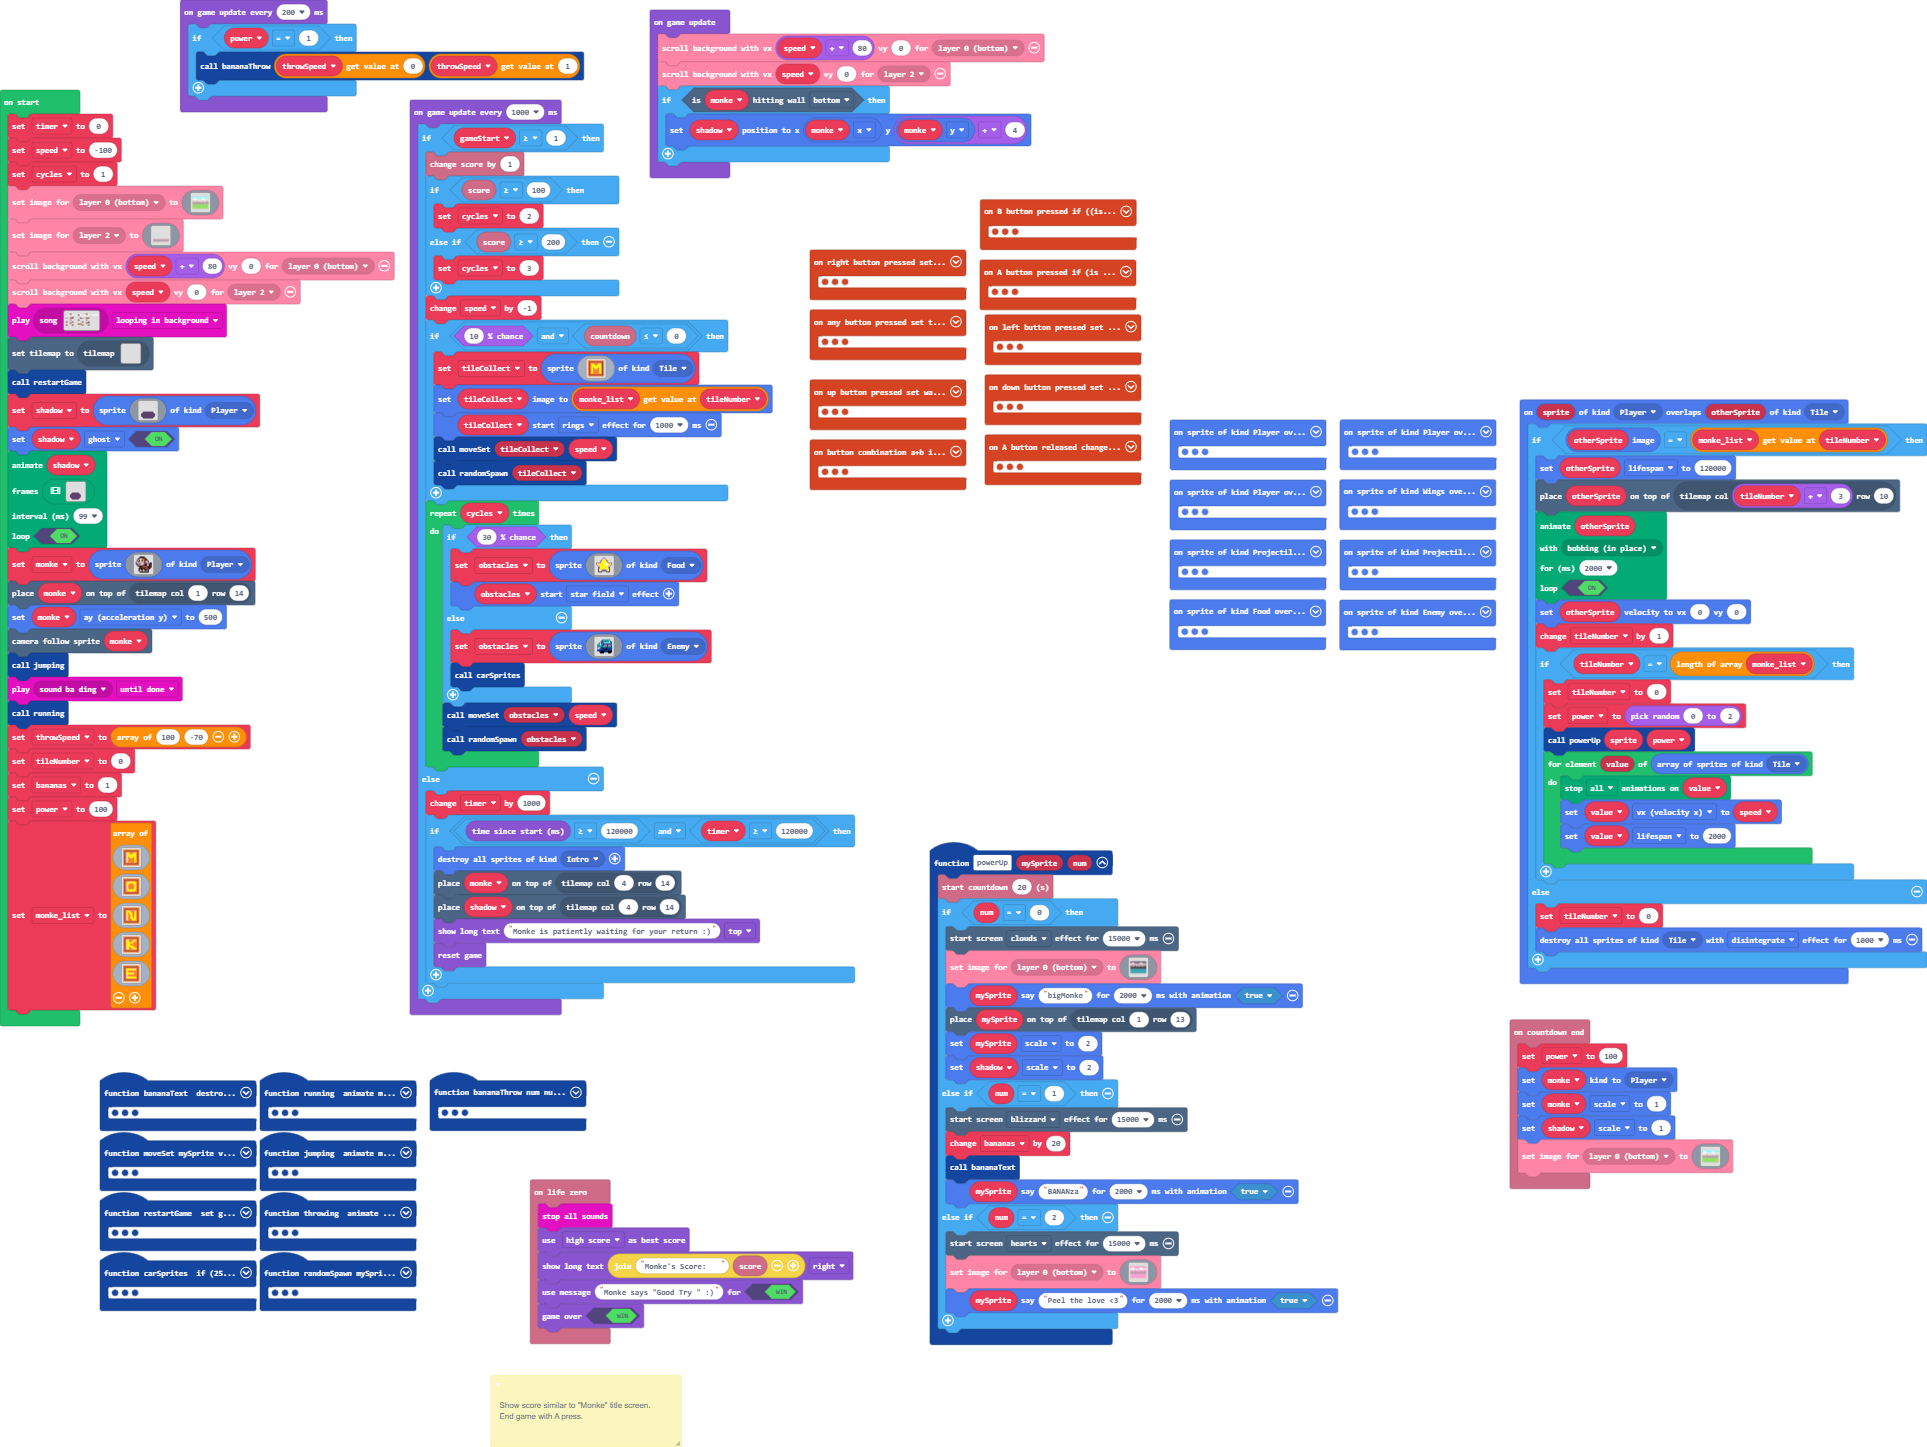 on game update every 200 ms
if power = 1 then
call bananaThrow throwSpeed get value at 0 throwSpeed get value at 1
on start
set timer to 0
set speed to -100
set cycles to 1
set image for layer 0 (bottom) to
set image for layer 2 to
scroll background with vx speed + 80 vy 0 for layer 0 (bottom)
scroll background with vx speed vy 0 for layer 2
play song looping in background
set tilemap to tilemap
call restartGame
set shadow to sprite of kind Player
set shadow ghost ON
animate shadow
frames
interval (ms) 99
loop ON
set monke to sprite of kind Player
place monke on top of tilemap col 1 row 14
set monke ay (acceleration y) to 500
camera follow sprite monke
call jumping
play sound ba ding until done
call running
set throwSpeed to array of 100 -70
set tileNumber to 0
set bananas to 1
set power to 100
set monke_list to array of
M
O
N
K
E
on game update every 1000 ms
if gameStart ≥ 1 then
change score by 1
if score ≥ 100 then
set cycles to 2
else if score ≥ 200 then
set cycles to 3
change speed by -1
if 10 % chance and countdown ≤ 0 then
set tileCollect to sprite M of kind Tile
set tileCollect image to monke_list get value at tileNumber
tileCollect start rings effect for 1000 ms
call moveSet tileCollect speed
call randomSpawn tileCollect
repeat cycles times
do if 30 % chance then
set obstacles to sprite of kind Food
obstacles start star field effect
else
set obstacles to sprite of kind Enemy
call carSprites
call moveSet obstacles speed
call randomSpawn obstacles
else
change timer by 1000
if time since start (ms) ≥ 120000 and timer ≥ 120000 then
destroy all sprites of kind Intro
place monke on top of tilemap col 4 row 14
place shadow on top of tilemap col 4 row 14
show long text "Monke is patiently waiting for your return :)" top
reset game
on game update
scroll background with vx speed + 80 vy 0 for layer 0 (bottom)
scroll background with vx speed vy 0 for layer 2
if is monke hitting wall bottom then
set shadow position to x monke x y monke y + 4
on B button pressed if ((is...
on right button pressed set...
on A button pressed if (is ...
on any button pressed set t...
on left button pressed set ...
on up button pressed set wa...
on down button pressed set ...
on button combination a+b i...
on A button released change...
on sprite of kind Player ov...
on sprite of kind Player ov...
on sprite of kind Player ov...
on sprite of kind Wings ove...
on sprite of kind Projectil...
on sprite of kind Projectil...
on sprite of kind Food over...
on sprite of kind Enemy ove...
on sprite of kind Player overlaps otherSprite of kind Tile
if otherSprite image = monke_list get value at tileNumber then
set otherSprite lifespan to 120000
place otherSprite on top of tilemap col tileNumber + 3 row 10
animate otherSprite
with bobbing (in place)
for (ms) 2000
loop ON
set otherSprite velocity to vx 0 vy 0
change tileNumber by 1
if tileNumber = length of array monke_list then
set tileNumber to 0
set power to pick random 0 to 2
call powerUp sprite power
for element value of array of sprites of kind Tile
do stop all animations on value
set value vx (velocity x) to speed
set value lifespan to 2000
else
set tileNumber to 0
destroy all sprites of kind Tile with disintegrate effect for 1000 ms
function powerUp mySprite num
start countdown 20 (s)
if num = 0 then
start screen clouds effect for 15000 ms
set image for layer 0 (bottom) to
mySprite say "bigMonke" for 2000 ms with animation true
place mySprite on top of tilemap col 1 row 13
set mySprite scale to 2
set shadow scale to 2
else if num = 1 then
start screen blizzard effect for 15000 ms
change bananas by 20
call bananaText
mySprite say "BANANza" for 2000 ms with animation true
else if num = 2 then
start screen hearts effect for 15000 ms
set image for layer 0 (bottom) to
mySprite say "Peel the love <3" for 2000 ms with animation true
on countdown end
set power to 100
set monke kind to Player
set monke scale to 1
set shadow scale to 1
set image for layer 0 (bottom) to
function bananaText destro...
function running animate m...
function bananaThrow num nu...
function moveSet mySprite v...
function jumping animate m...
function restartGame set g...
function throwing animate ...
function carSprites if (25...
function randomSpawn mySpri...
on life zero
stop all sounds
use high score as best score
show long text join "Monke's Score: " score right
use message "Monke says "Good Try " :)" for WIN
game over WIN
Show score similar to "Monke" title screen.
End game with A press.